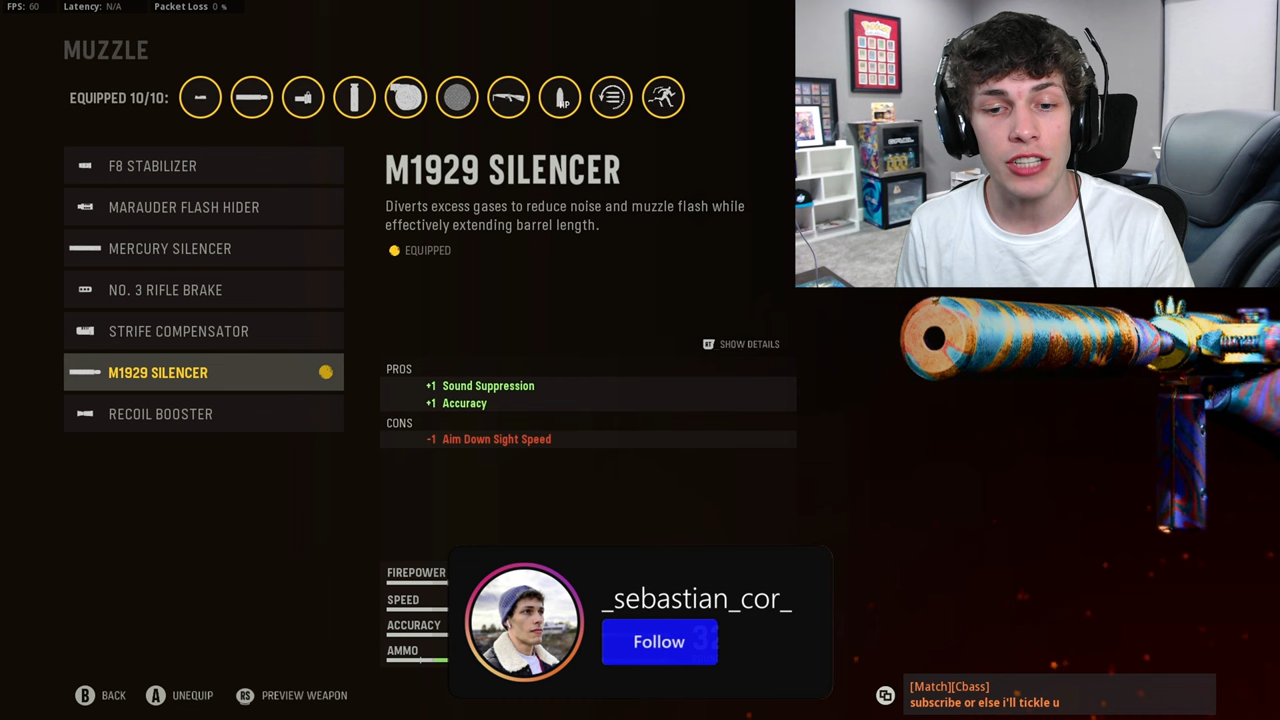 FPS: 60 Latency: N/A Packet Loss 0 %
MUZZLE
EQUIPPED 10/10:
HP
F8 STABILIZER
MARAUDER FLASH HIDER
MERCURY SILENCER
NO. 3 RIFLE BRAKE
STRIFE COMPENSATOR
M1929 SILENCER
RECOIL BOOSTER
M1929 SILENCER
Diverts excess gases to reduce noise and muzzle flash while
effectively extending barrel length.
EQUIPPED
RT SHOW DETAILS
PROS
+1 Sound Suppression
+1 Accuracy
CONS
-1 Aim Down Sight Speed
FIREPOWER
SPEED
ACCURACY
AMMO
_sebastian_cor_
Follow
B BACK A UNEQUIP RS PREVIEW WEAPON
[Match][Cbass]
subscribe or else i'll tickle u